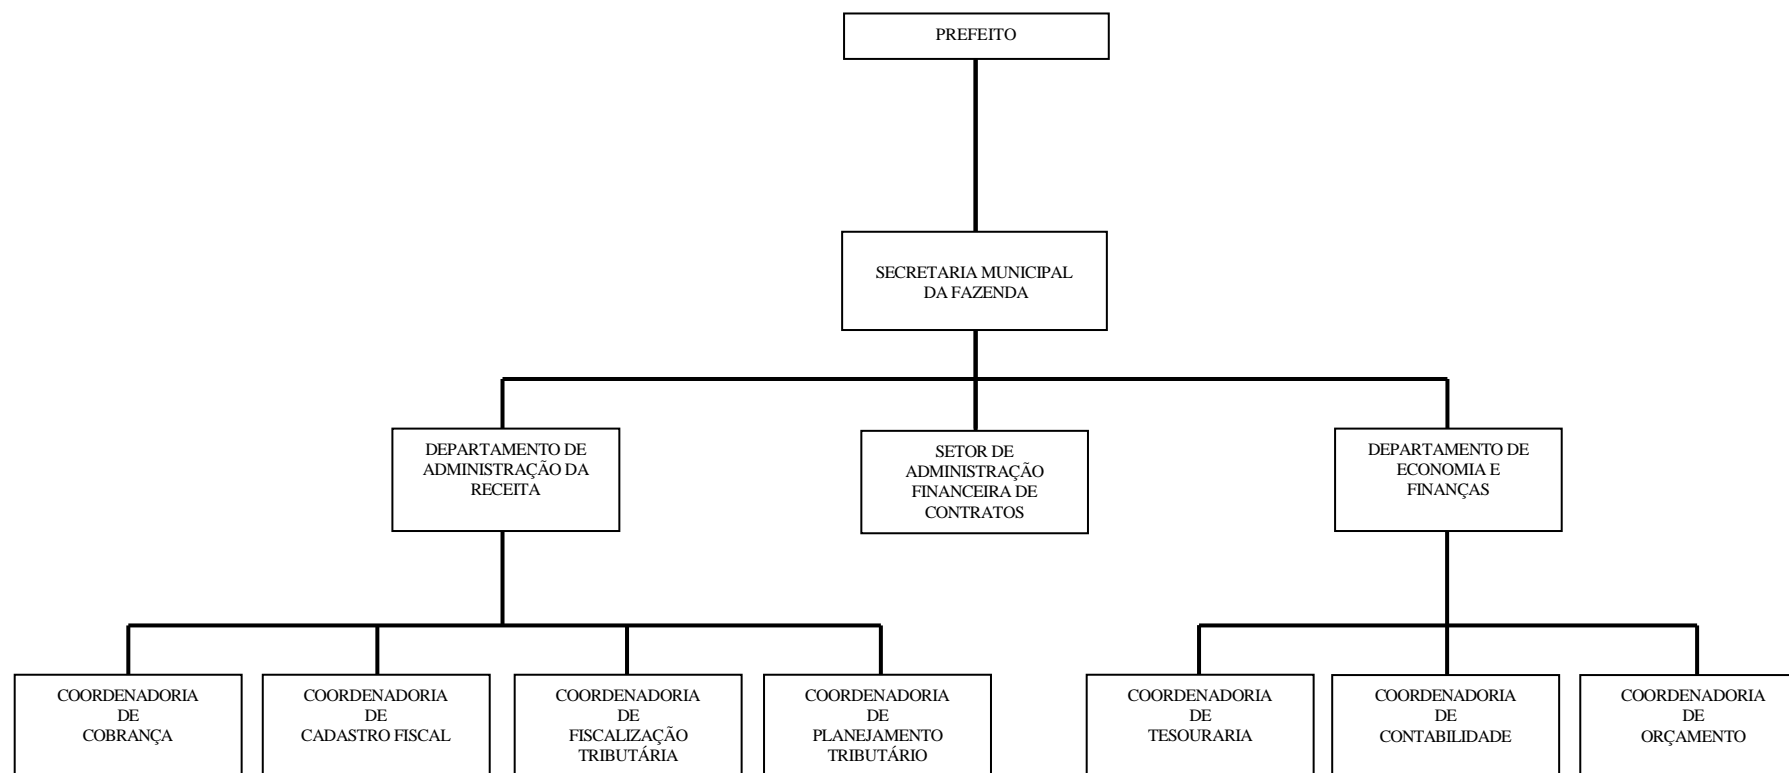 PREFEITO
SECRETARIA MUNICIPAL
DA FAZENDA
DEPARTAMENTO DE
ADMINISTRAÇÃO DA
RECEITA
SETOR DE
ADMINISTRAÇÃO
FINANCEIRA DE
CONTRATOS
DEPARTAMENTO DE
ECONOMIA E
FINANÇAS
COORDENADORIA
DE
COBRANÇA
COORDENADORIA
DE
CADASTRO FISCAL
COORDENADORIA
DE
FISCALIZAÇÃO
TRIBUTÁRIA
COORDENADORIA
DE
PLANEJAMENTO
TRIBUTÁRIO
COORDENADORIA
DE
TESOURARIA
COORDENADORIA
DE
CONTABILIDADE
COORDENADORIA
DE
ORÇAMENTO